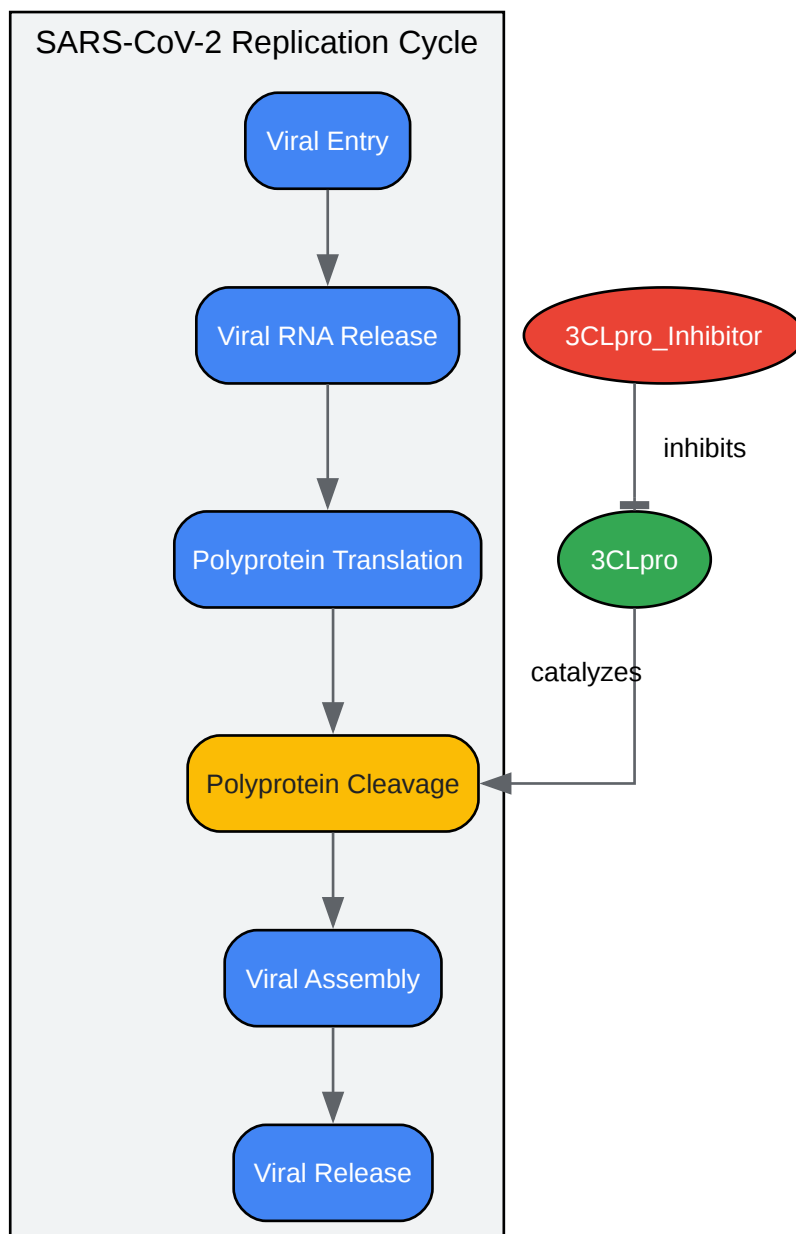 SARS-CoV-2 Replication Cycle
Viral Entry
Viral RNA Release
3CLpro_Inhibitor
inhibits
Polyprotein Translation
3CLpro
catalyzes
Polyprotein Cleavage
Viral Assembly
Viral Release